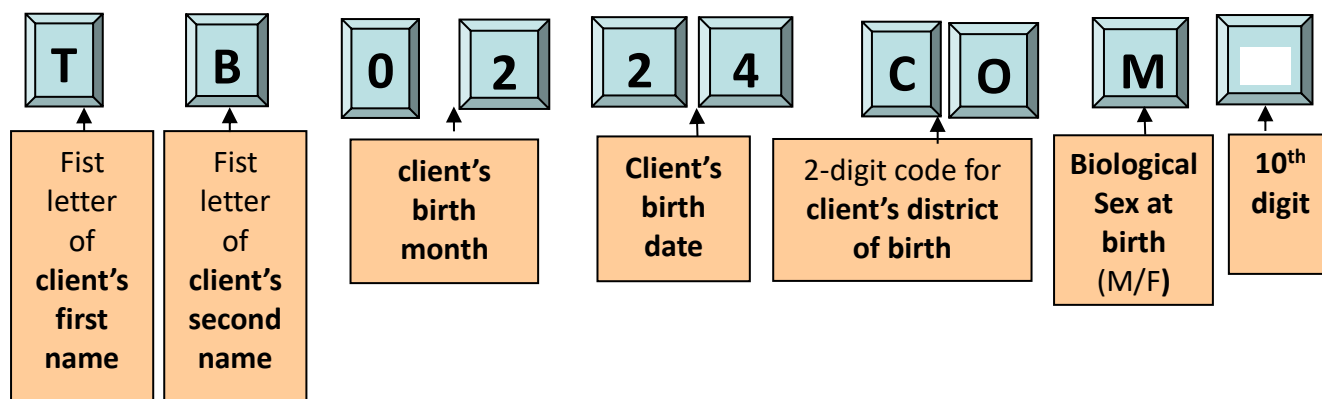 T B 0 2 2 4 C O M
Fist
letter
of
client's
first
name
Fist
letter
of
client's
second
name
client's
birth
month
Client's
birth
date
2-digit code for
client's district
of birth
Biological
Sex at
birth
(M/F)
10th
digit